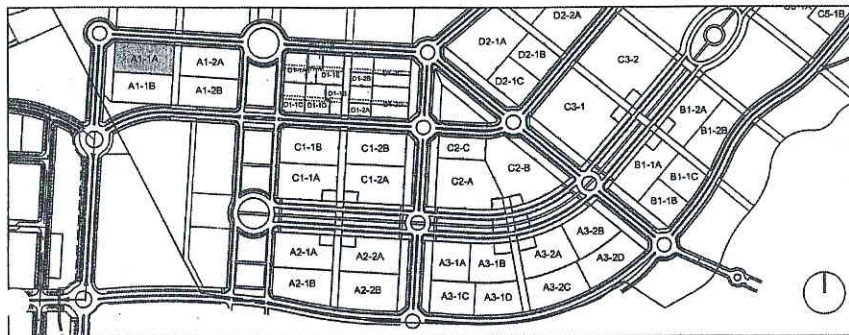 D2-2A
C5-1B
D2-1A
D2-1B
D2-1C
C3-2
C3-1
A1-1A
A1-2A
A1-1B
A1-2B
D1-2B
D1-1C
D1-1D
D1-2A
B1-2A
B1-2B
B1-1A
B1-1C
B1-1B
C1-1B
C1-2B
C2-C
C2-B
C1-1A
C1-2A
C2-A
A2-1A
A2-2A
A3-1A
A3-1B
A3-2A
A3-2B
A3-2D
A2-1B
A2-2B
A3-1C
A3-1D
A3-2C